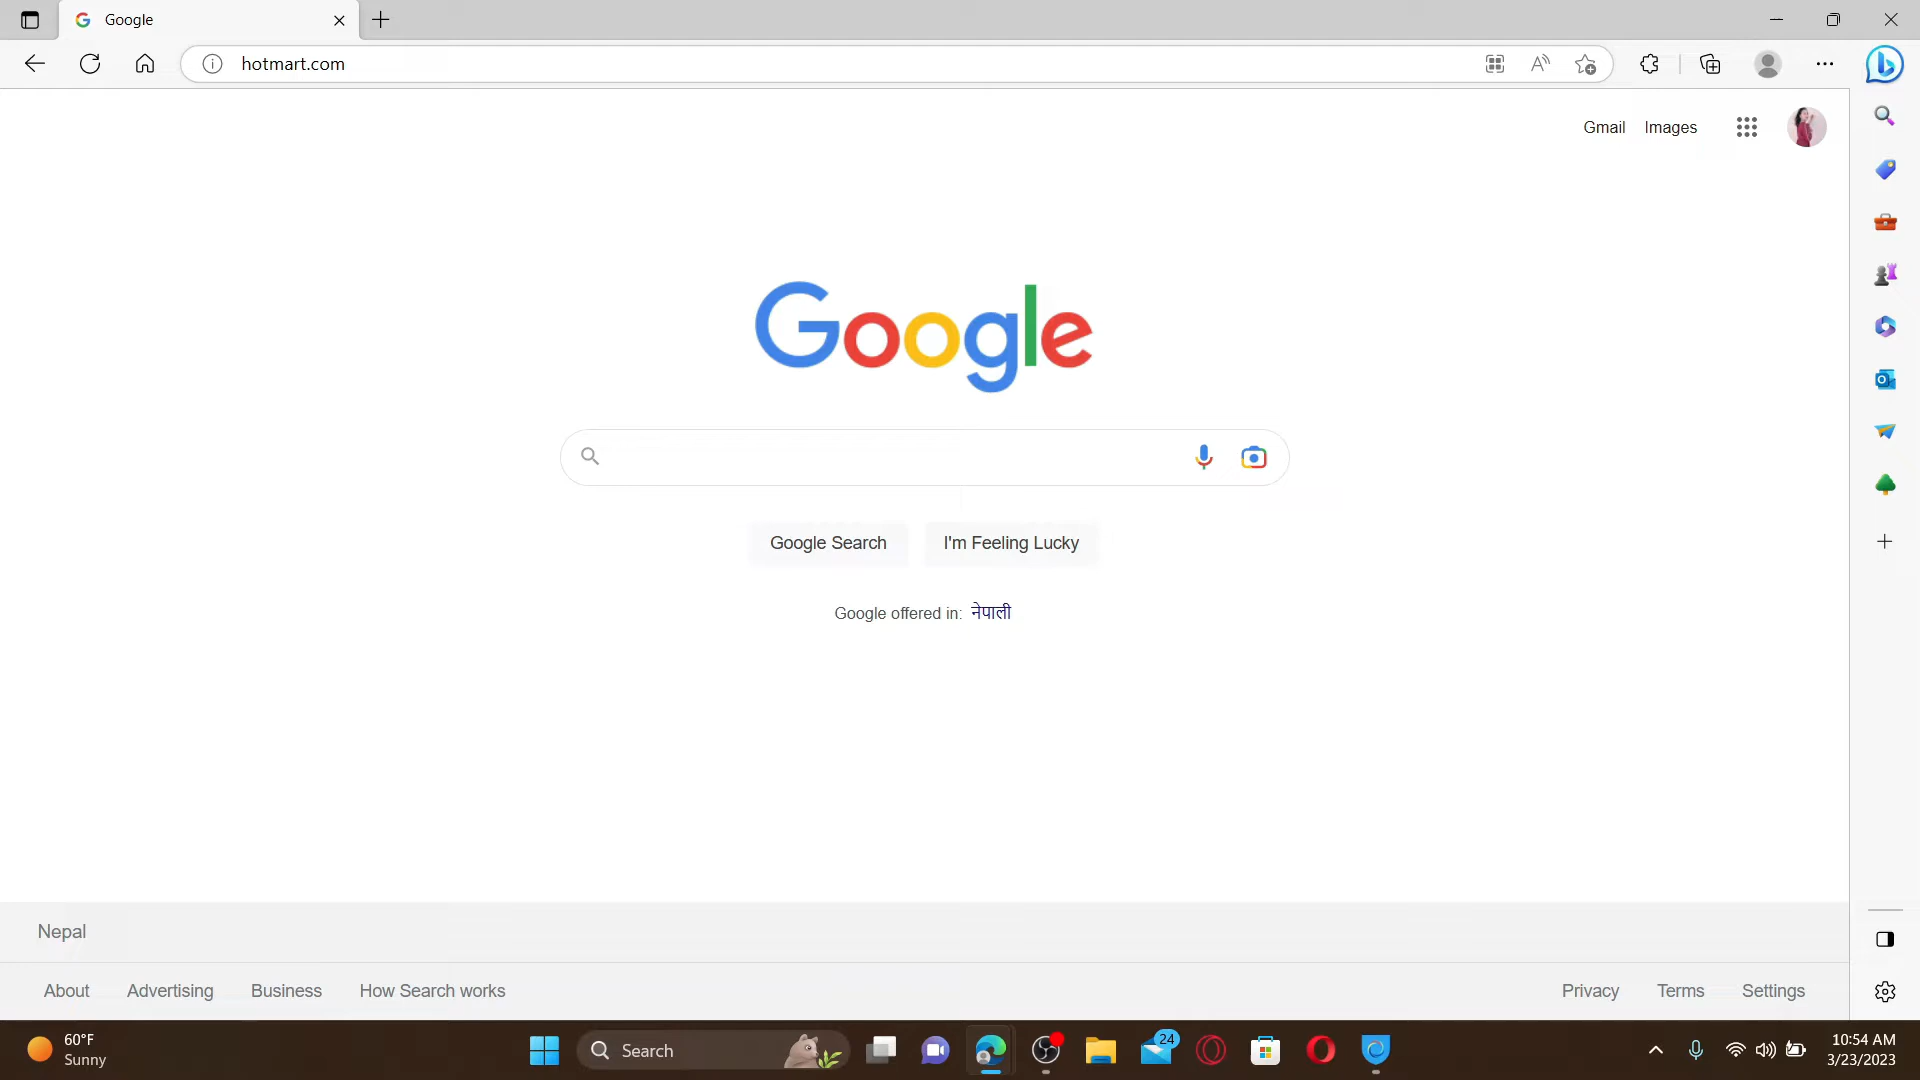 Google
hotmart.com
Gmail Images
Google
Google Search I'm Feeling Lucky
Google offered in: नेपाली
Nepal
About Advertising Business How Search works Privacy Terms Settings
60°F
Sunny
Search
24
10:54 AM
3/23/2023